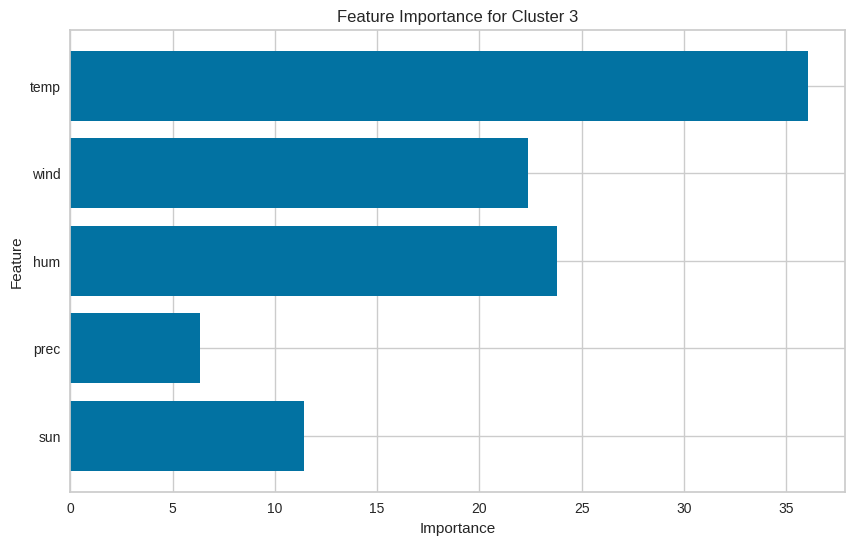 Feature Importance for Cluster 3
Feature
temp
wind
hum
prec
sun
0 5 10 15 20 25 30 35
Importance